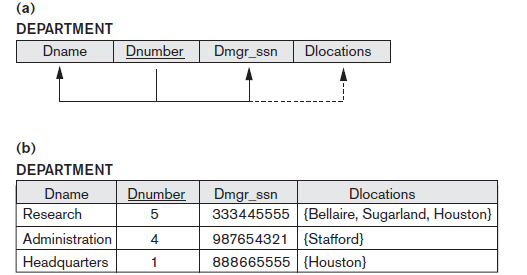 (a)
DEPARTMENT
Dname Dnumber Dmgr_ssn Dlocations
(b)
DEPARTMENT
Dname Dnumber Dmgr_ssn Dlocations
Research 5 333445555 {Bellaire, Sugarland, Houston}
Administration 4 987654321 {Stafford}
Headquarters 1 888665555 {Houston}